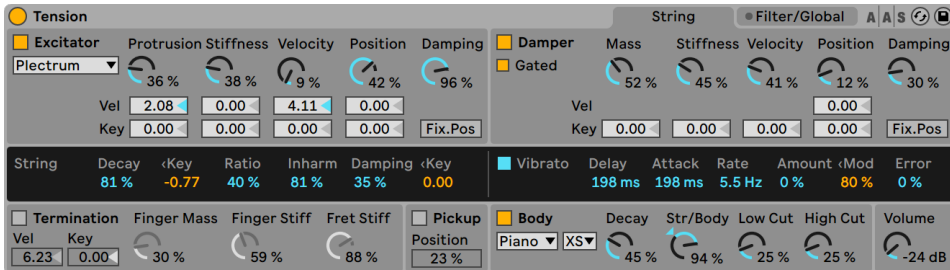 Tension String Filter/Global A A S
Excitator Protrusion Stiffness Velocity Position Damping
Plectrum 36 % 38 % 9 % 42 % 96 %
Vel 2.08 0.00 4.11 0.00
Key 0.00 0.00 0.00 0.00 Fix.Pos
Damper Mass Stiffness Velocity Position Damping
Gated 52 % 45 % 41 % 12 % 30 %
Vel 0.00
Key 0.00 0.00 0.00 0.00 Fix.Pos
String Decay ‹Key Ratio Inharm Damping ‹Key
81 % -0.77 40 % 81 % 35 % 0.00
Vibrato Delay Attack Rate Amount ‹Mod Error
198 ms 198 ms 5.5 Hz 0 % 80 % 0 %
Termination Finger Mass Finger Stiff Fret Stiff
Vel Key
6.23 0.00 30 % 59 % 88 %
Pickup
Position
23 %
Body Decay Str/Body Low Cut High Cut
Piano XS 45 % 94 % 25 % 25 %
Volume
-24 dB